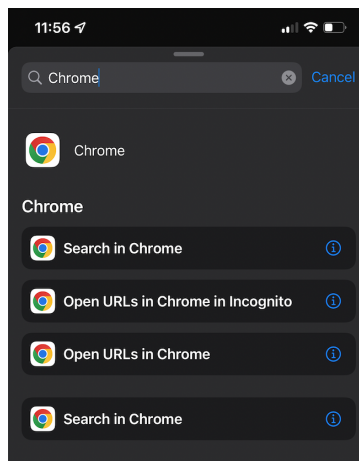 11:56
Chrome
Cancel
Chrome
Chrome
Search in Chrome
Open URLs in Chrome in Incognito
Open URLs in Chrome
Search in Chrome